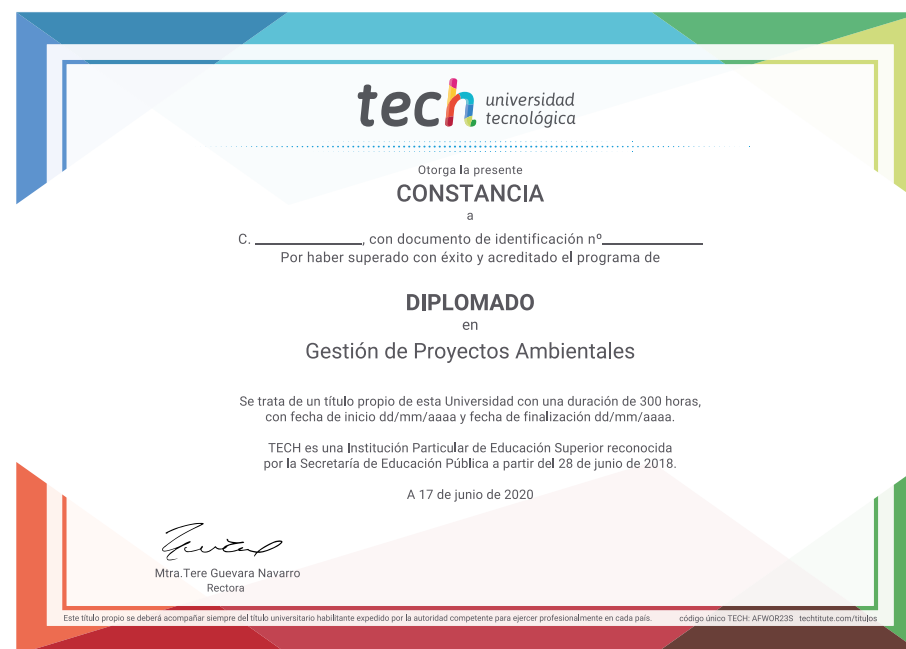 tech universidad
tecnológica
Otorga la presente
CONSTANCIA
a
C. ____________, con documento de identificación nº____________
Por haber superado con éxito y acreditado el programa de
DIPLOMADO
en
Gestión de Proyectos Ambientales
Se trata de un título propio de esta Universidad con una duración de 300 horas,
con fecha de inicio dd/mm/aaaa y fecha de finalización dd/mm/aaaa.
TECH es una Institución Particular de Educación Superior reconocida
por la Secretaría de Educación Pública a partir del 28 de junio de 2018.
A 17 de junio de 2020
Mtra.Tere Guevara Navarro
Rectora
Este título propio se deberá acompañar siempre del título universitario habilitante expedido por la autoridad competente para ejercer profesionalmente en cada país. código único TECH: AFWOR23S techtitute.com/titulos